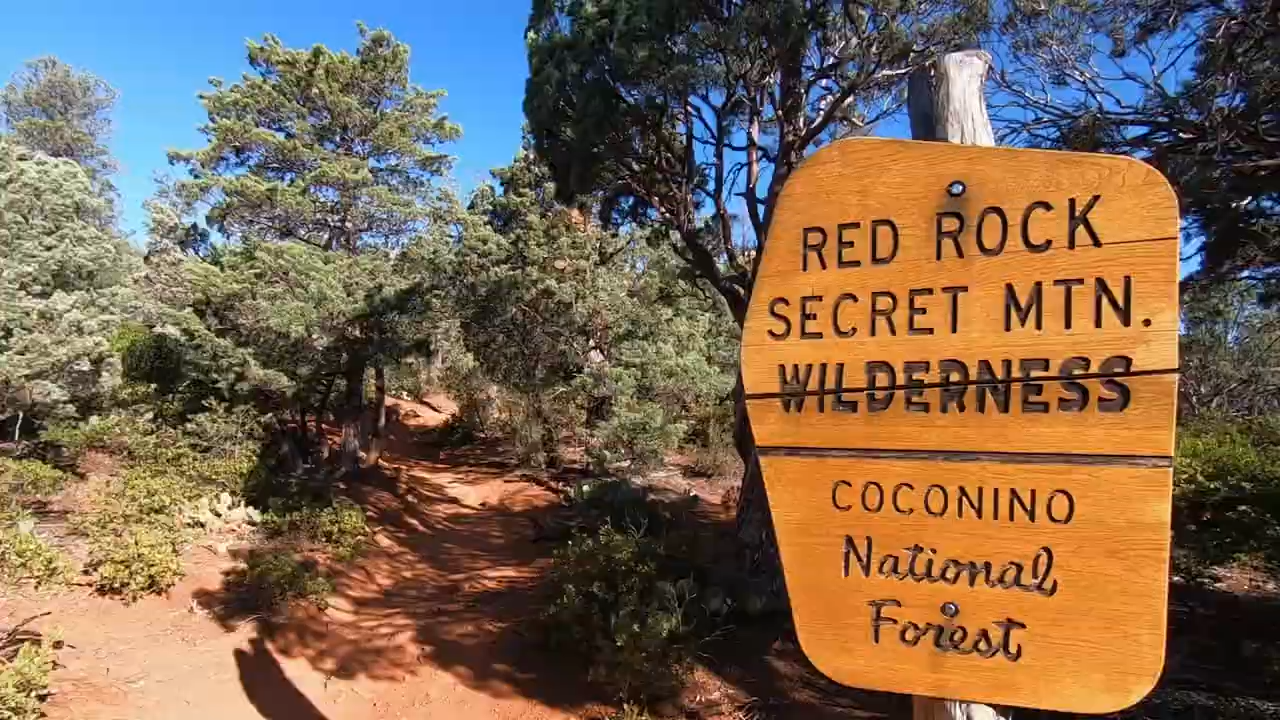 RED ROCK
SECRET MTN.
WILDERNESS
COCONINO
National
Forest